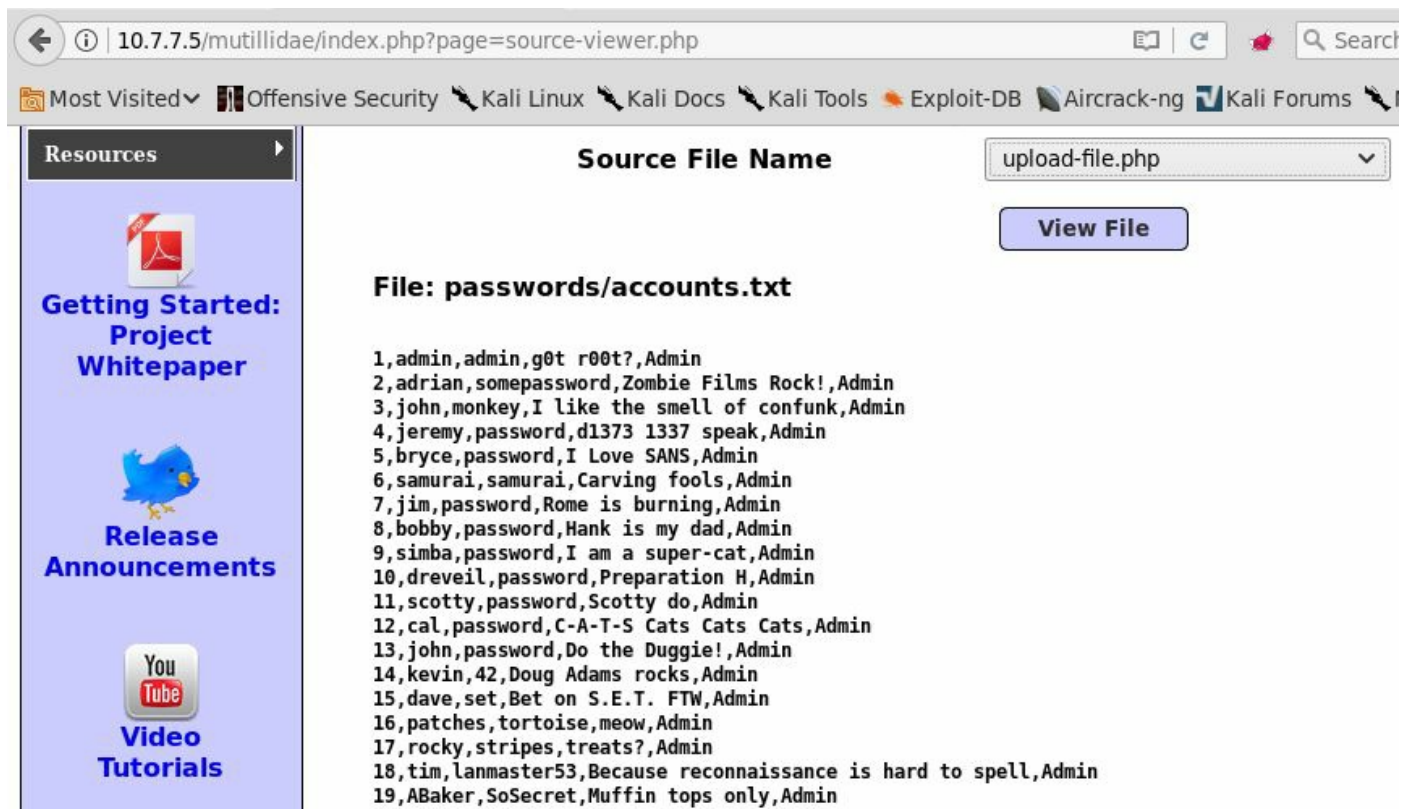 10.7.7.5/mutillidae/index.php?page=source-viewer.php
Search
Most Visited Offensive Security Kali Linux Kali Docs Kali Tools Exploit-DB Aircrack-ng Kali Forums
Resources
PDF
Getting Started:
Project
Whitepaper
Release
Announcements
You
Tube
Video
Tutorials
Source File Name
upload-file.php
View File
File: passwords/accounts.txt
1,admin,admin,g0t r00t?,Admin
2,adrian,somepassword,Zombie Films Rock!,Admin
3,john,monkey,I like the smell of confunk,Admin
4,jeremy,password,d1373 1337 speak,Admin
5,bryce,password,I Love SANS,Admin
6,samurai,samurai,Carving fools,Admin
7,jim,password,Rome is burning,Admin
8,bobby,password,Hank is my dad,Admin
9,simba,password,I am a super-cat,Admin
10,dreveil,password,Preparation H,Admin
11,scotty,password,Scotty do,Admin
12,cal,password,C-A-T-S Cats Cats Cats,Admin
13,john,password,Do the Duggie!,Admin
14,kevin,42,Doug Adams rocks,Admin
15,dave,set,Bet on S.E.T. FTW,Admin
16,patches,tortoise,meow,Admin
17,rocky,stripes,treats?,Admin
18,tim,lanmaster53,Because reconnaissance is hard to spell,Admin
19,ABaker,SoSecret,Muffin tops only,Admin